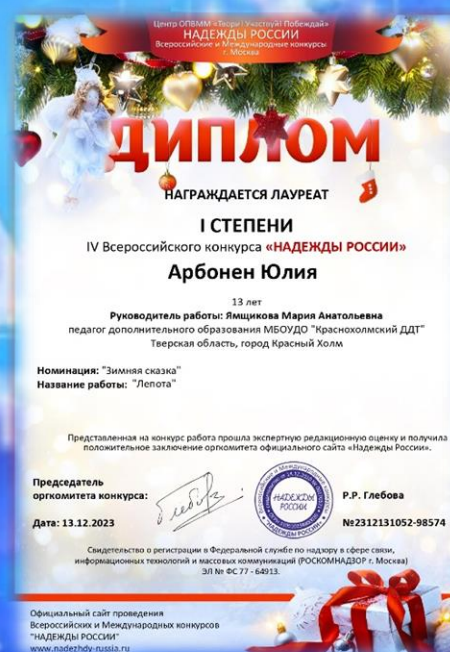 Центр ОПВММ «Твори! Участвуй! Побеждай»
НАДЕЖДЫ РОССИИ
Всероссийские и Международные конкурсы
г. Москва
ДИПЛОМ
НАГРАЖДАЕТСЯ ЛАУРЕАТ
I СТЕПЕНИ
IV Всероссийского конкурса «НАДЕЖДЫ РОССИИ»
Арбонен Юлия
13 лет
Руководитель работы: Ямщикова Мария Анатольевна
педагог дополнительного образования МБОУДО "Краснохолмский ДДТ"
Тверская область, город Красный Холм
Номинация: "Зимняя сказка"
Название работы: "Лепота"
Представленная на конкурс работа прошла экспертную редакционную оценку и получила
положительное заключение оргкомитета официального сайта «Надежды России».
Председатель
оргкомитета конкурса:
НАДЕЖДЫ
РОССИИ
Р.Р. Глебова
Дата: 13.12.2023
№2312131052-98574
Свидетельство о регистрации в Федеральной службе по надзору в сфере связи,
информационных технологий и массовых коммуникаций (РОСКОМНАДЗОР г. Москва)
ЭЛ № ФС 77 - 64913.
Официальный сайт проведения
Всероссийских и Международных конкурсов
"НАДЕЖДЫ РОССИИ"
www.nadezhdy-russia.ru